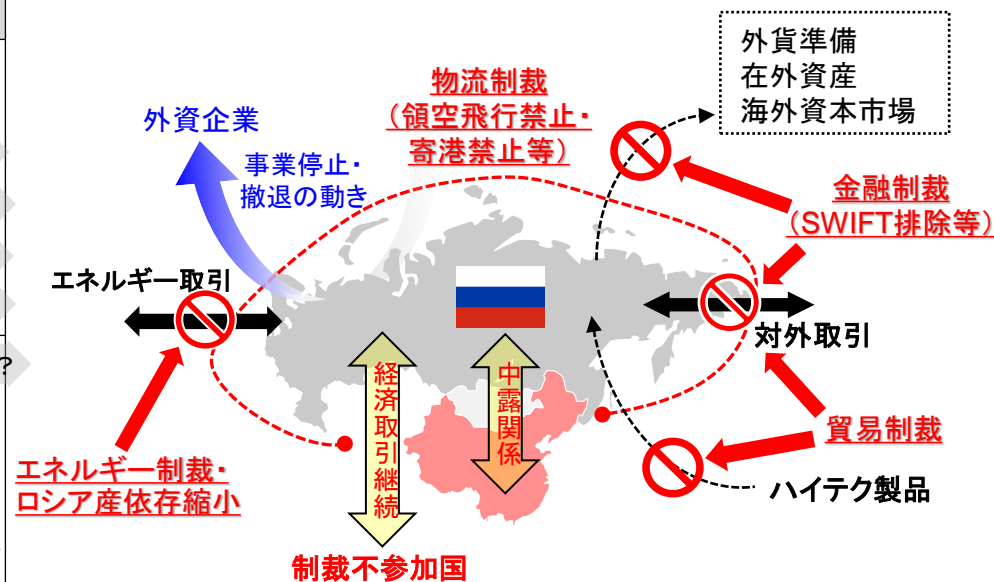 外貨準備
在外資産
海外資本市場
物流制裁
（領空飛行禁止・
寄港禁止等）
外資企業
事業停止・
撤退の動き
金融制裁
（SWIFT排除等）
エネルギー取引
対外取引
?
経済取引継続
中露関係
貿易制裁
エネルギー制裁・
ロシア産依存縮小
ハイテク製品
制裁不参加国